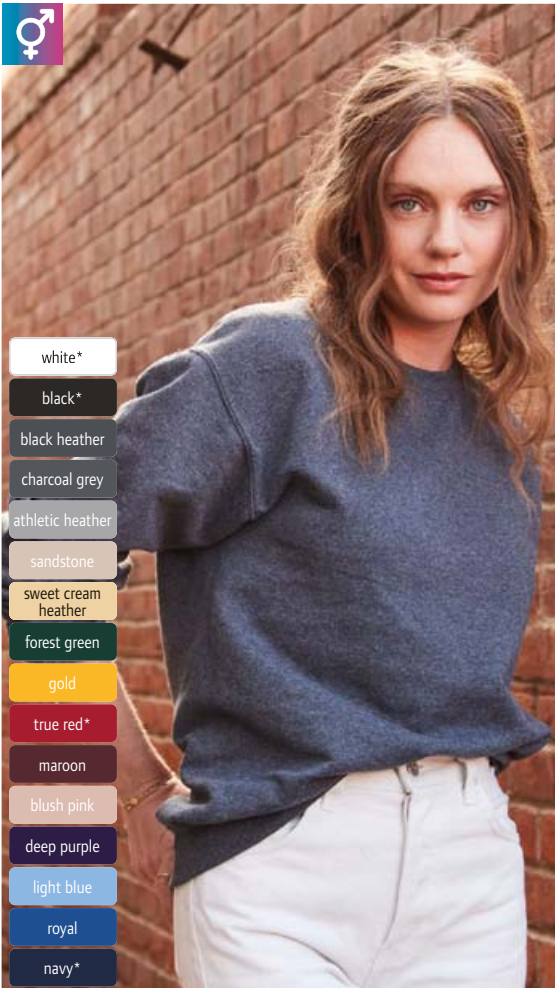 white*
black*
black heather
charcoal grey
athletic heather
sandstone
sweet cream
heather
forest green
gold
true red*
maroon
blush pink
deep purple
light blue
royal
navy*